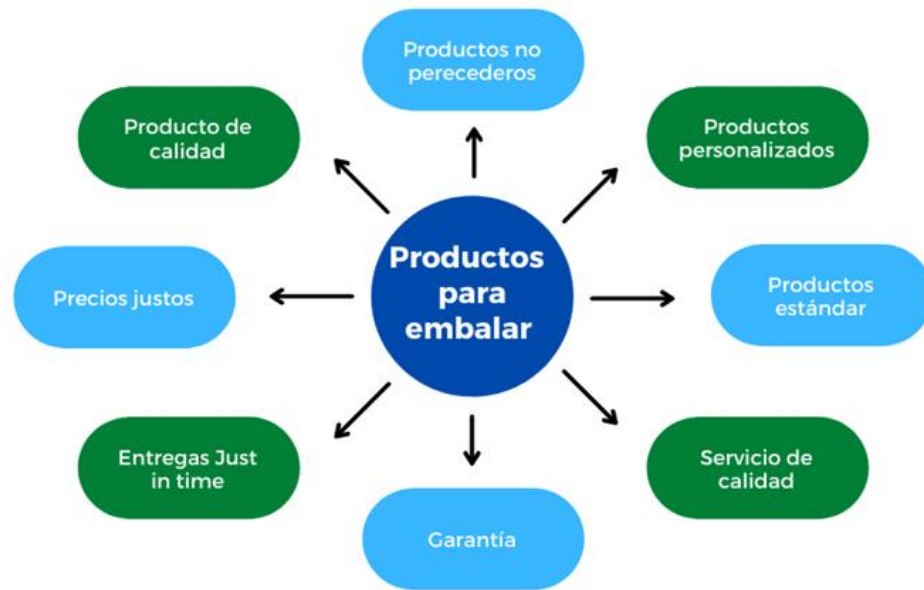 Productos no
perecederos
Producto de
calidad
Productos
personalizados
Productos
para
embalar
Precios justos
Productos
estándar
Entregas Just
in time
Servicio de
calidad
Garantía